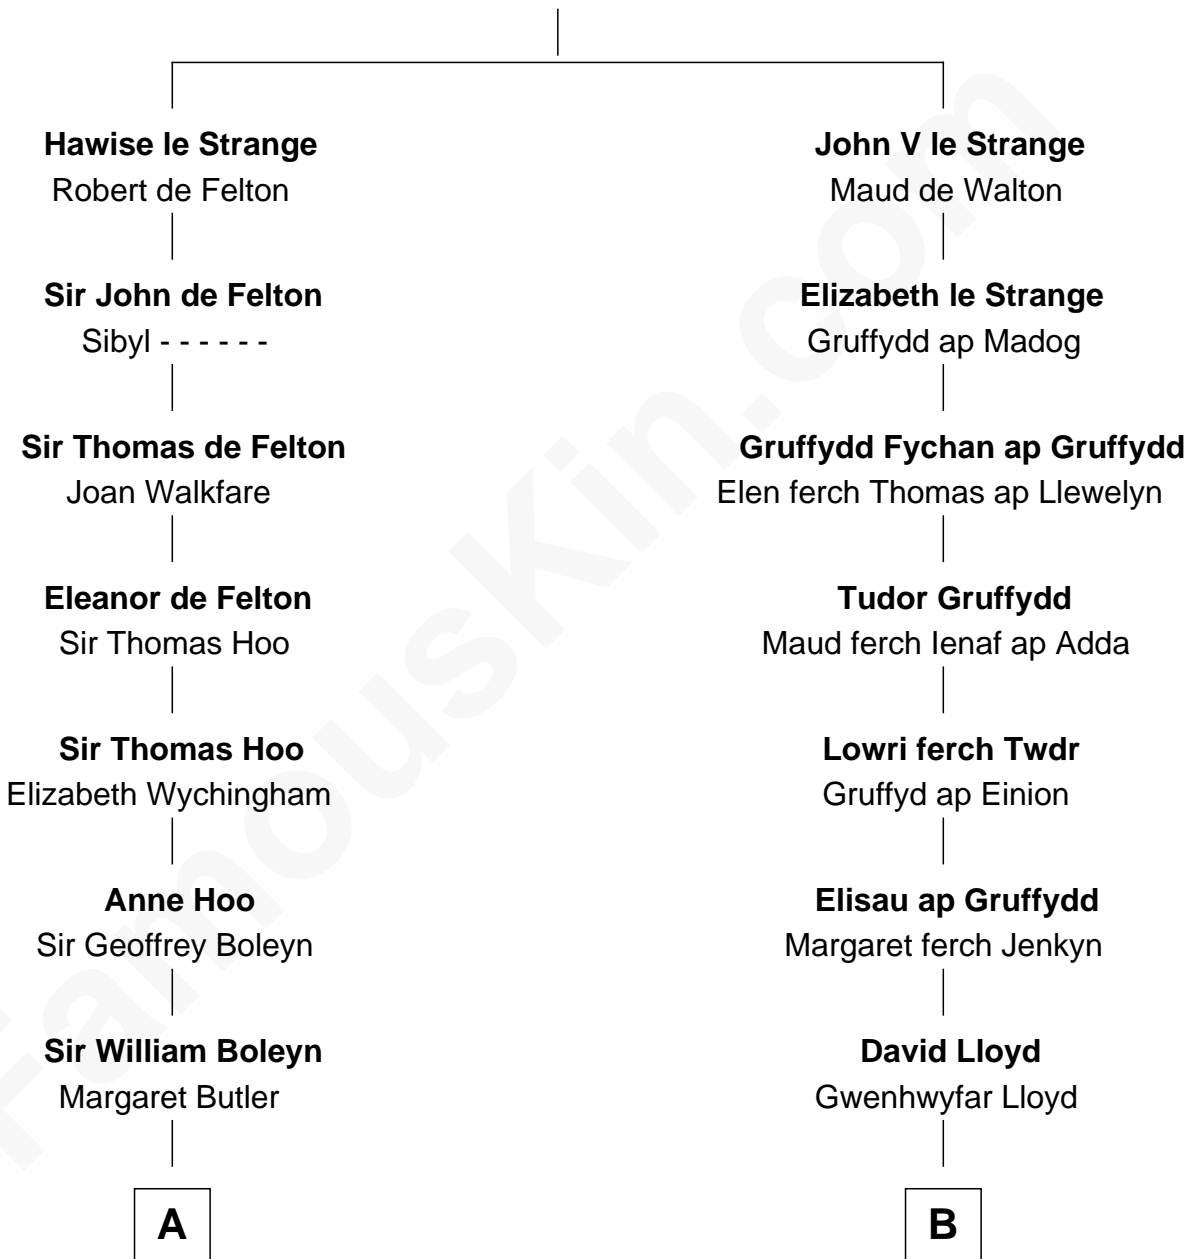 Hawise le Strange
Robert de Felton
Sir John de Felton
Sibyl - - - - - -
Sir Thomas de Felton
Joan Walkfare
Eleanor de Felton
Sir Thomas Hoo
Sir Thomas Hoo
Elizabeth Wychingham
Anne Hoo
Sir Geoffrey Boleyn
Sir William Boleyn
Margaret Butler
A
John V le Strange
Maud de Walton
Elizabeth le Strange
Gruffydd ap Madog
Gruffydd Fychan ap Gruffydd
Elen ferch Thomas ap Llewelyn
Tudor Gruffydd
Maud ferch Ienaf ap Adda
Lowri ferch Twdr
Gruffyd ap Einion
Elisau ap Gruffydd
Margaret ferch Jenkyn
David Lloyd
Gwenhwyfar Lloyd
B
FamousKin.com